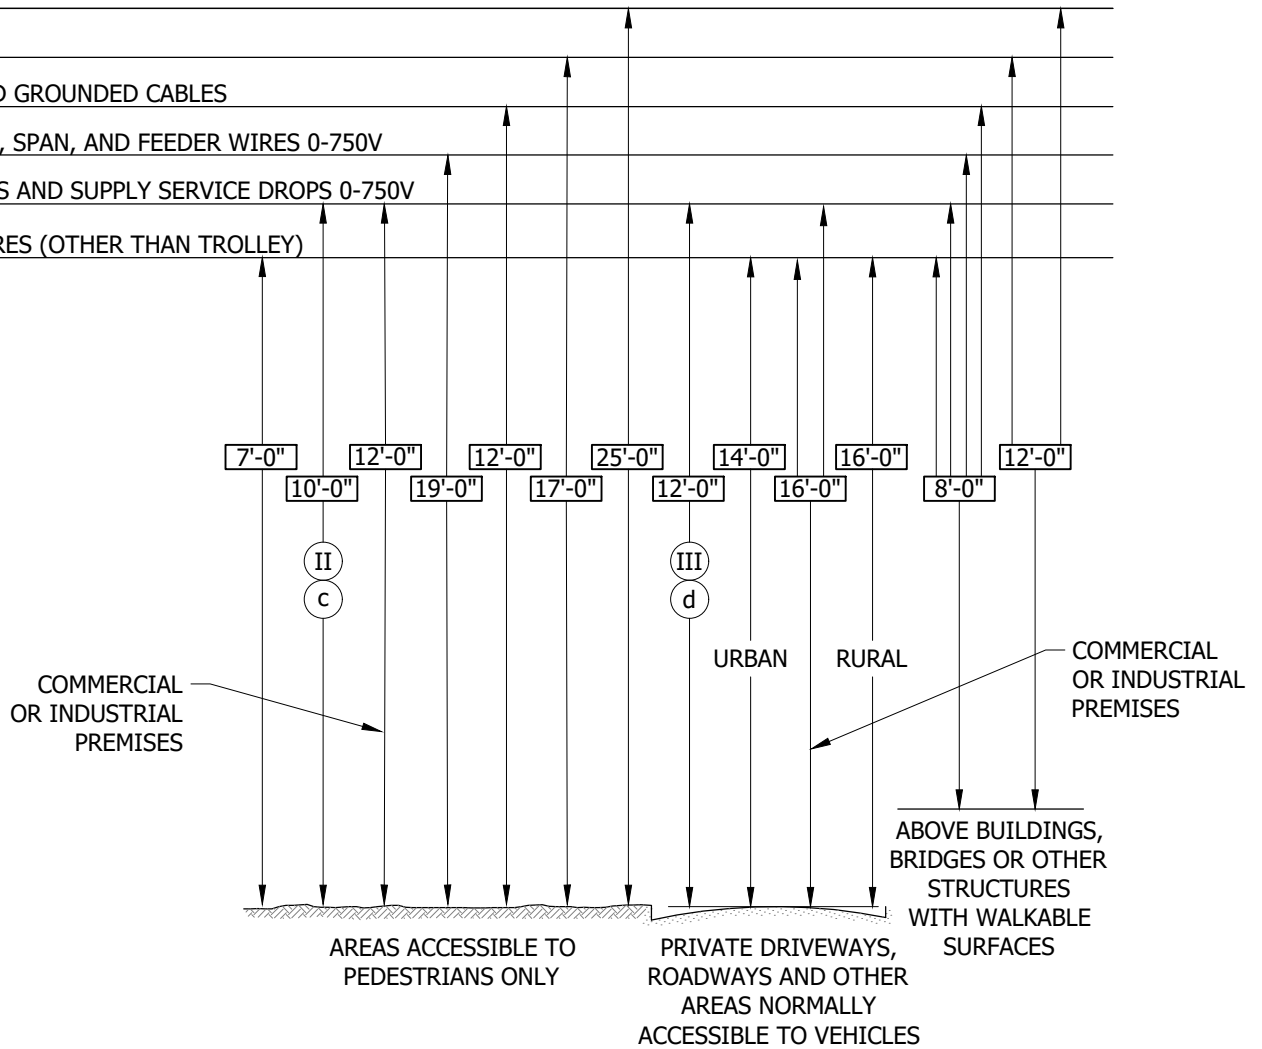 GROUNDED CABLES
, SPAN, AND FEEDER WIRES 0-750V
AND SUPPLY SERVICE DROPS 0-750V
(OTHER THAN TROLLEY)
7'-0" 12'-0" 12'-0" 25'-0" 14'-0" 16'-0" 12'-0"
10'-0" 19'-0" 17'-0" 12'-0" 16'-0" 8'-0"
II III
c d
URBAN RURAL
COMMERCIAL
OR INDUSTRIAL
PREMISES
COMMERCIAL
OR INDUSTRIAL
PREMISES
ABOVE BUILDINGS,
BRIDGES OR OTHER
STRUCTURES
WITH WALKABLE
SURFACES
AREAS ACCESSIBLE TO
PEDESTRIANS ONLY
PRIVATE DRIVEWAYS,
ROADWAYS AND OTHER
AREAS NORMALLY
ACCESSIBLE TO VEHICLES